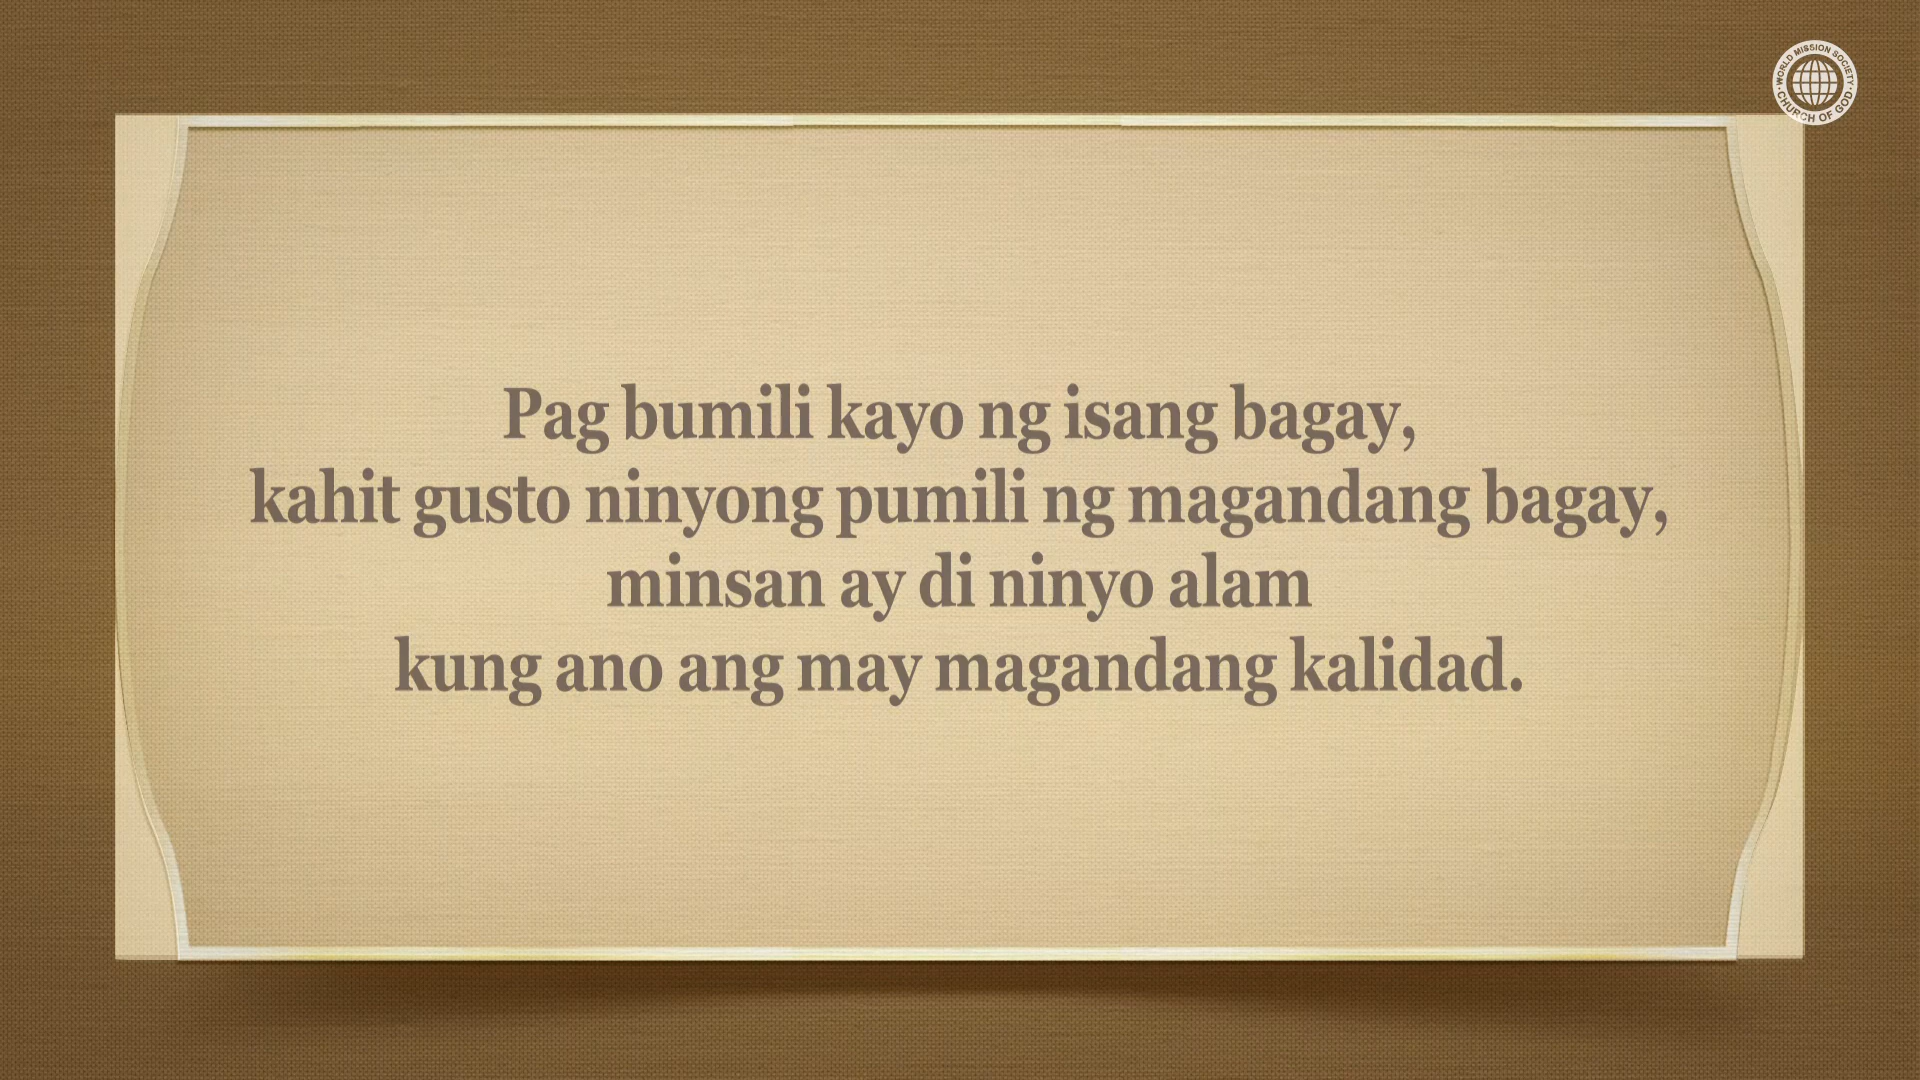 WORLD MISSION SOCIETY
CHURCH OF GOD
Pag bumili kayo ng isang bagay,
kahit gusto ninyong pumili ng magandang bagay,
minsan ay di ninyo alam
kung ano ang may magandang kalidad.